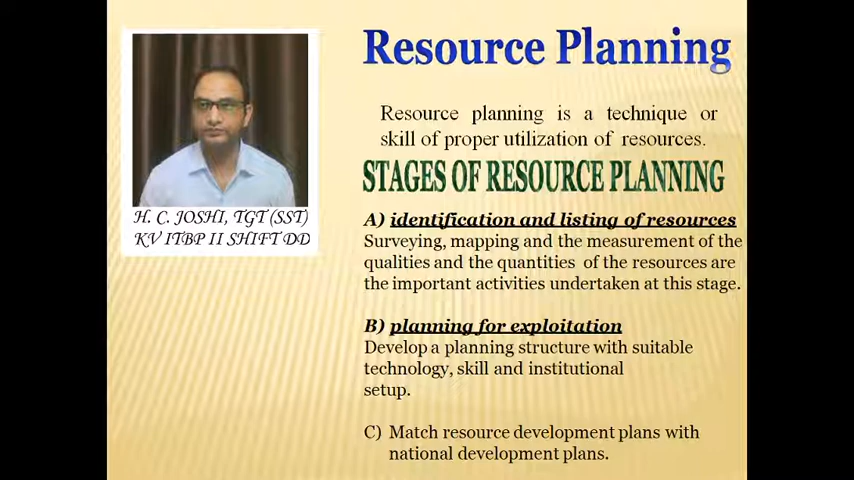 Resource Planning
Resource planning is a technique or
skill of proper utilization of resources.
STAGES OF RESOURCE PLANNING
H. C. JOSHI, TGT (SST)
KV ITBP II SHIFT DD
A) identification and listing of resources
Surveying, mapping and the measurement of the
qualities and the quantities of the resources are
the important activities undertaken at this stage.
B) planning for exploitation
Develop a planning structure with suitable
technology, skill and institutional
setup.
C) Match resource development plans with
national development plans.